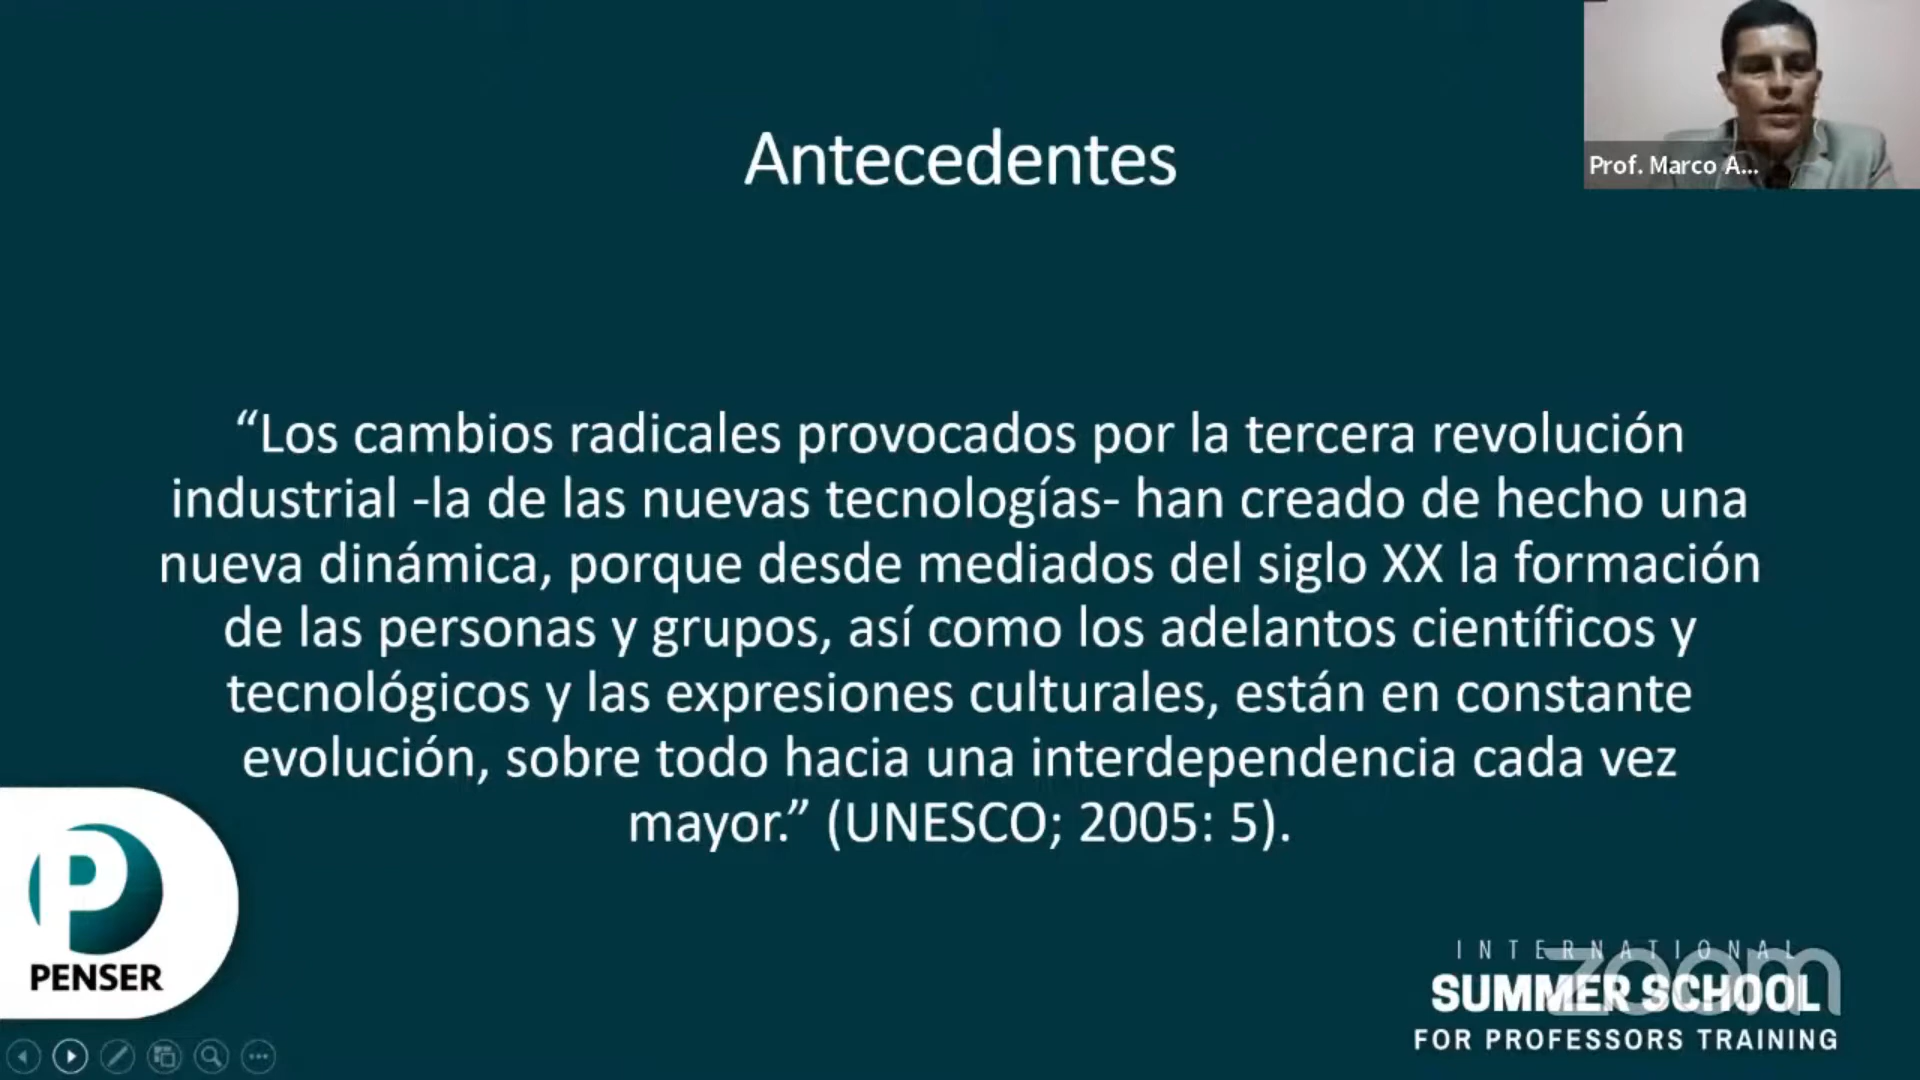 Antecedentes
Prof. Marco A...
“Los cambios radicales provocados por la tercera revolución
industrial -la de las nuevas tecnologías- han creado de hecho una
nueva dinámica, porque desde mediados del siglo XX la formación
de las personas y grupos, así como los adelantos científicos y
tecnológicos y las expresiones culturales, están en constante
evolución, sobre todo hacia una interdependencia cada vez
mayor.” (UNESCO; 2005: 5).
P
PENSER
INTERNATIONAL
zoom
SUMMER SCHOOL
FOR PROFESSORS TRAINING